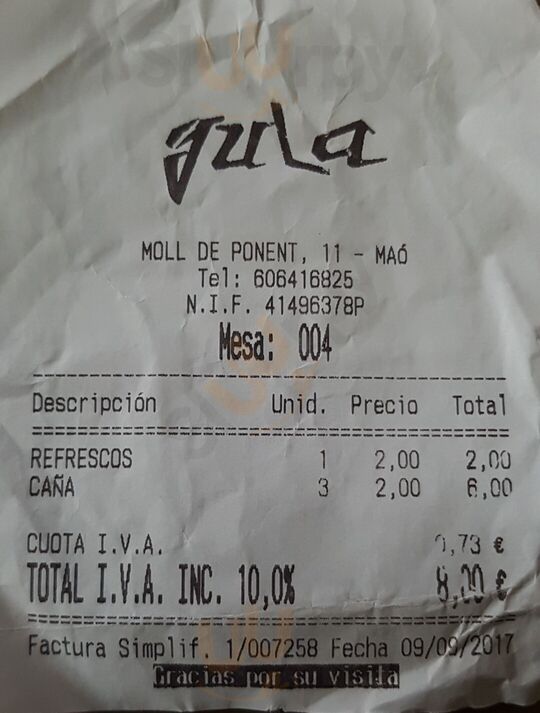 gula
MOLL DE PONENT, 11 - MAÓ
Tel: 606416825
N.I.F. 41496378P
Mesa: 004
Descripción Unid. Precio Total
REFRESCOS 1 2,00 2,00
CAÑA 3 2,00 6,00
CUOTA I.V.A. 0,73 €
TOTAL I.V.A. INC. 10,0% 8,00 €
Factura Simplif. 1/007258 Fecha 09/09/2017
Gracias por su visita